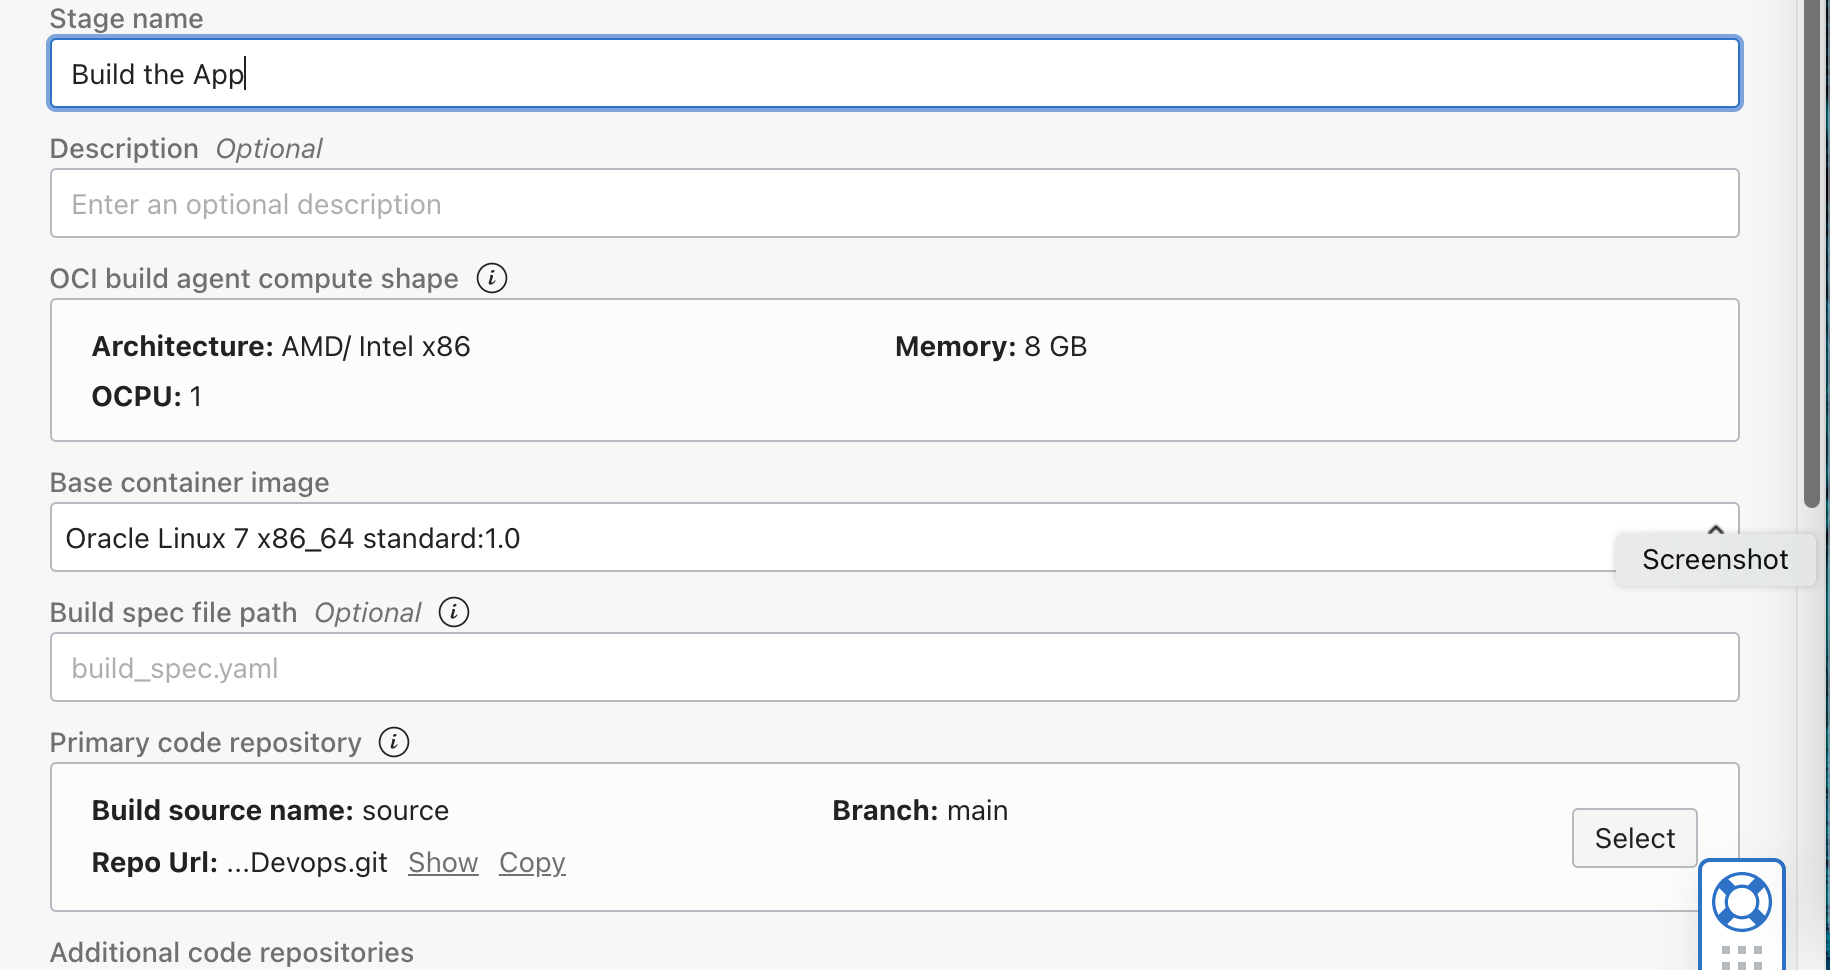 Stage name
Build the App
Description Optional
Enter an optional description
OCI build agent compute shape
Architecture: AMD/ Intel x86
Memory: 8 GB
OCPU: 1
Base container image
Oracle Linux 7 x86_64 standard:1.0
Screenshot
Build spec file path Optional
build_spec.yaml
Primary code repository
Build source name: source
Branch: main
Select
Repo Url: ...Devops.git Show Copy
Additional code repositories